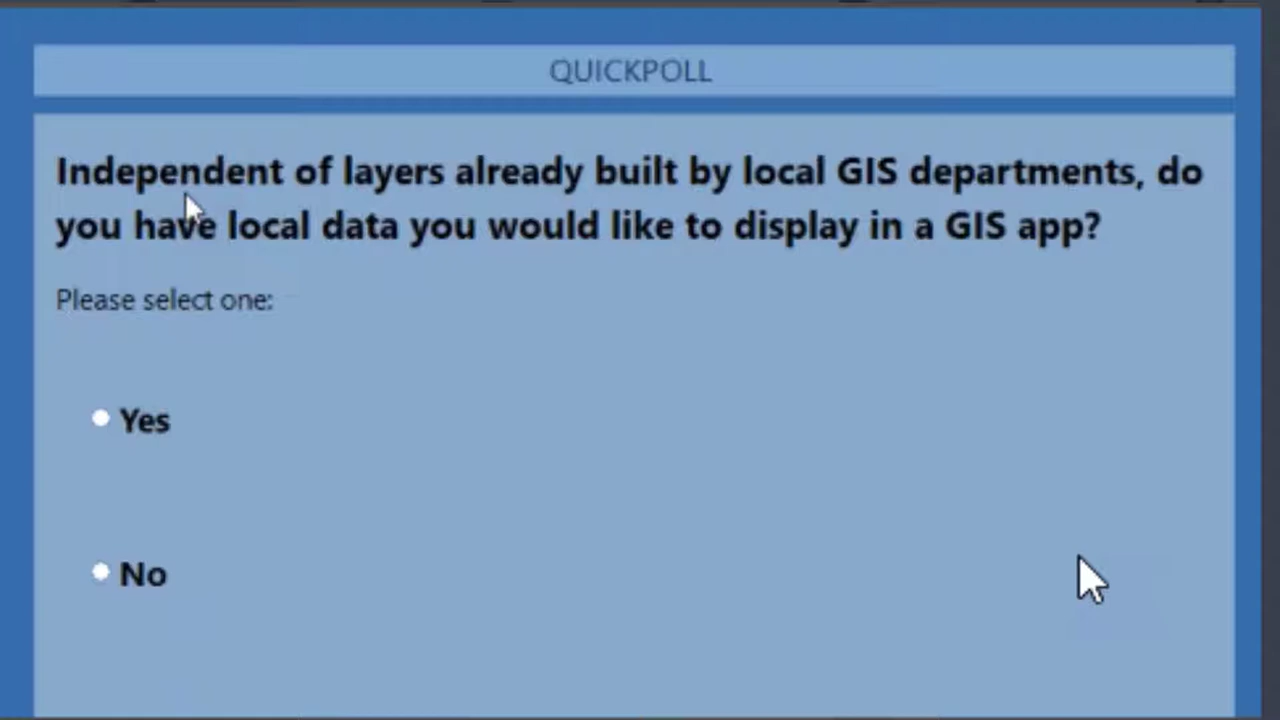 QUICKPOLL
Independent of layers already built by local GIS departments, do
you have local data you would like to display in a GIS app?
Please select one:
Yes
No